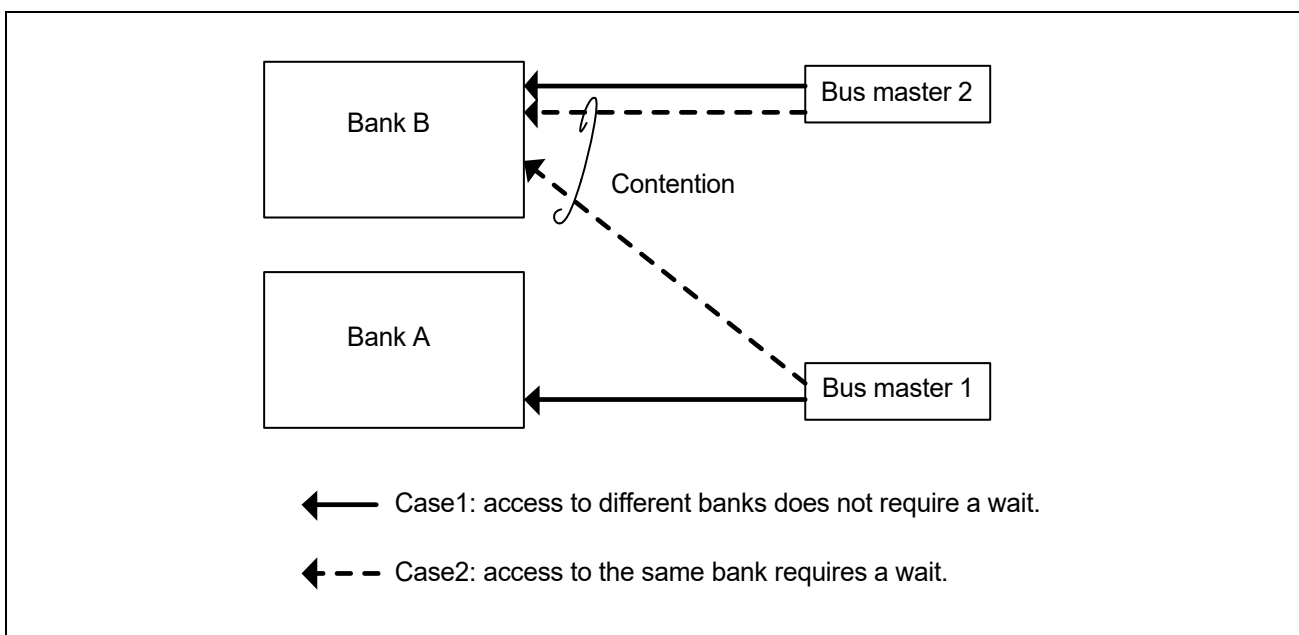 Bus master 2
Bank B
Contention
Bank A
Bus master 1
Case1: access to different banks does not require a wait.
Case2: access to the same bank requires a wait.